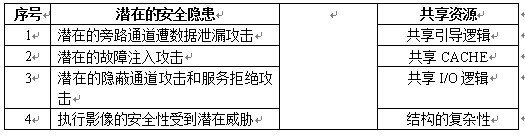 序号 潜在的安全隐患 共享资源
1 潜在的旁路通道遭数据泄漏攻击 共享引导逻辑
2 潜在的故障注入攻击 共享 CACHE
3 潜在的隐蔽通道攻击和服务拒绝攻 共享 I/O 逻辑
击
4 执行影像的安全性受到潜在威胁 结构的复杂性